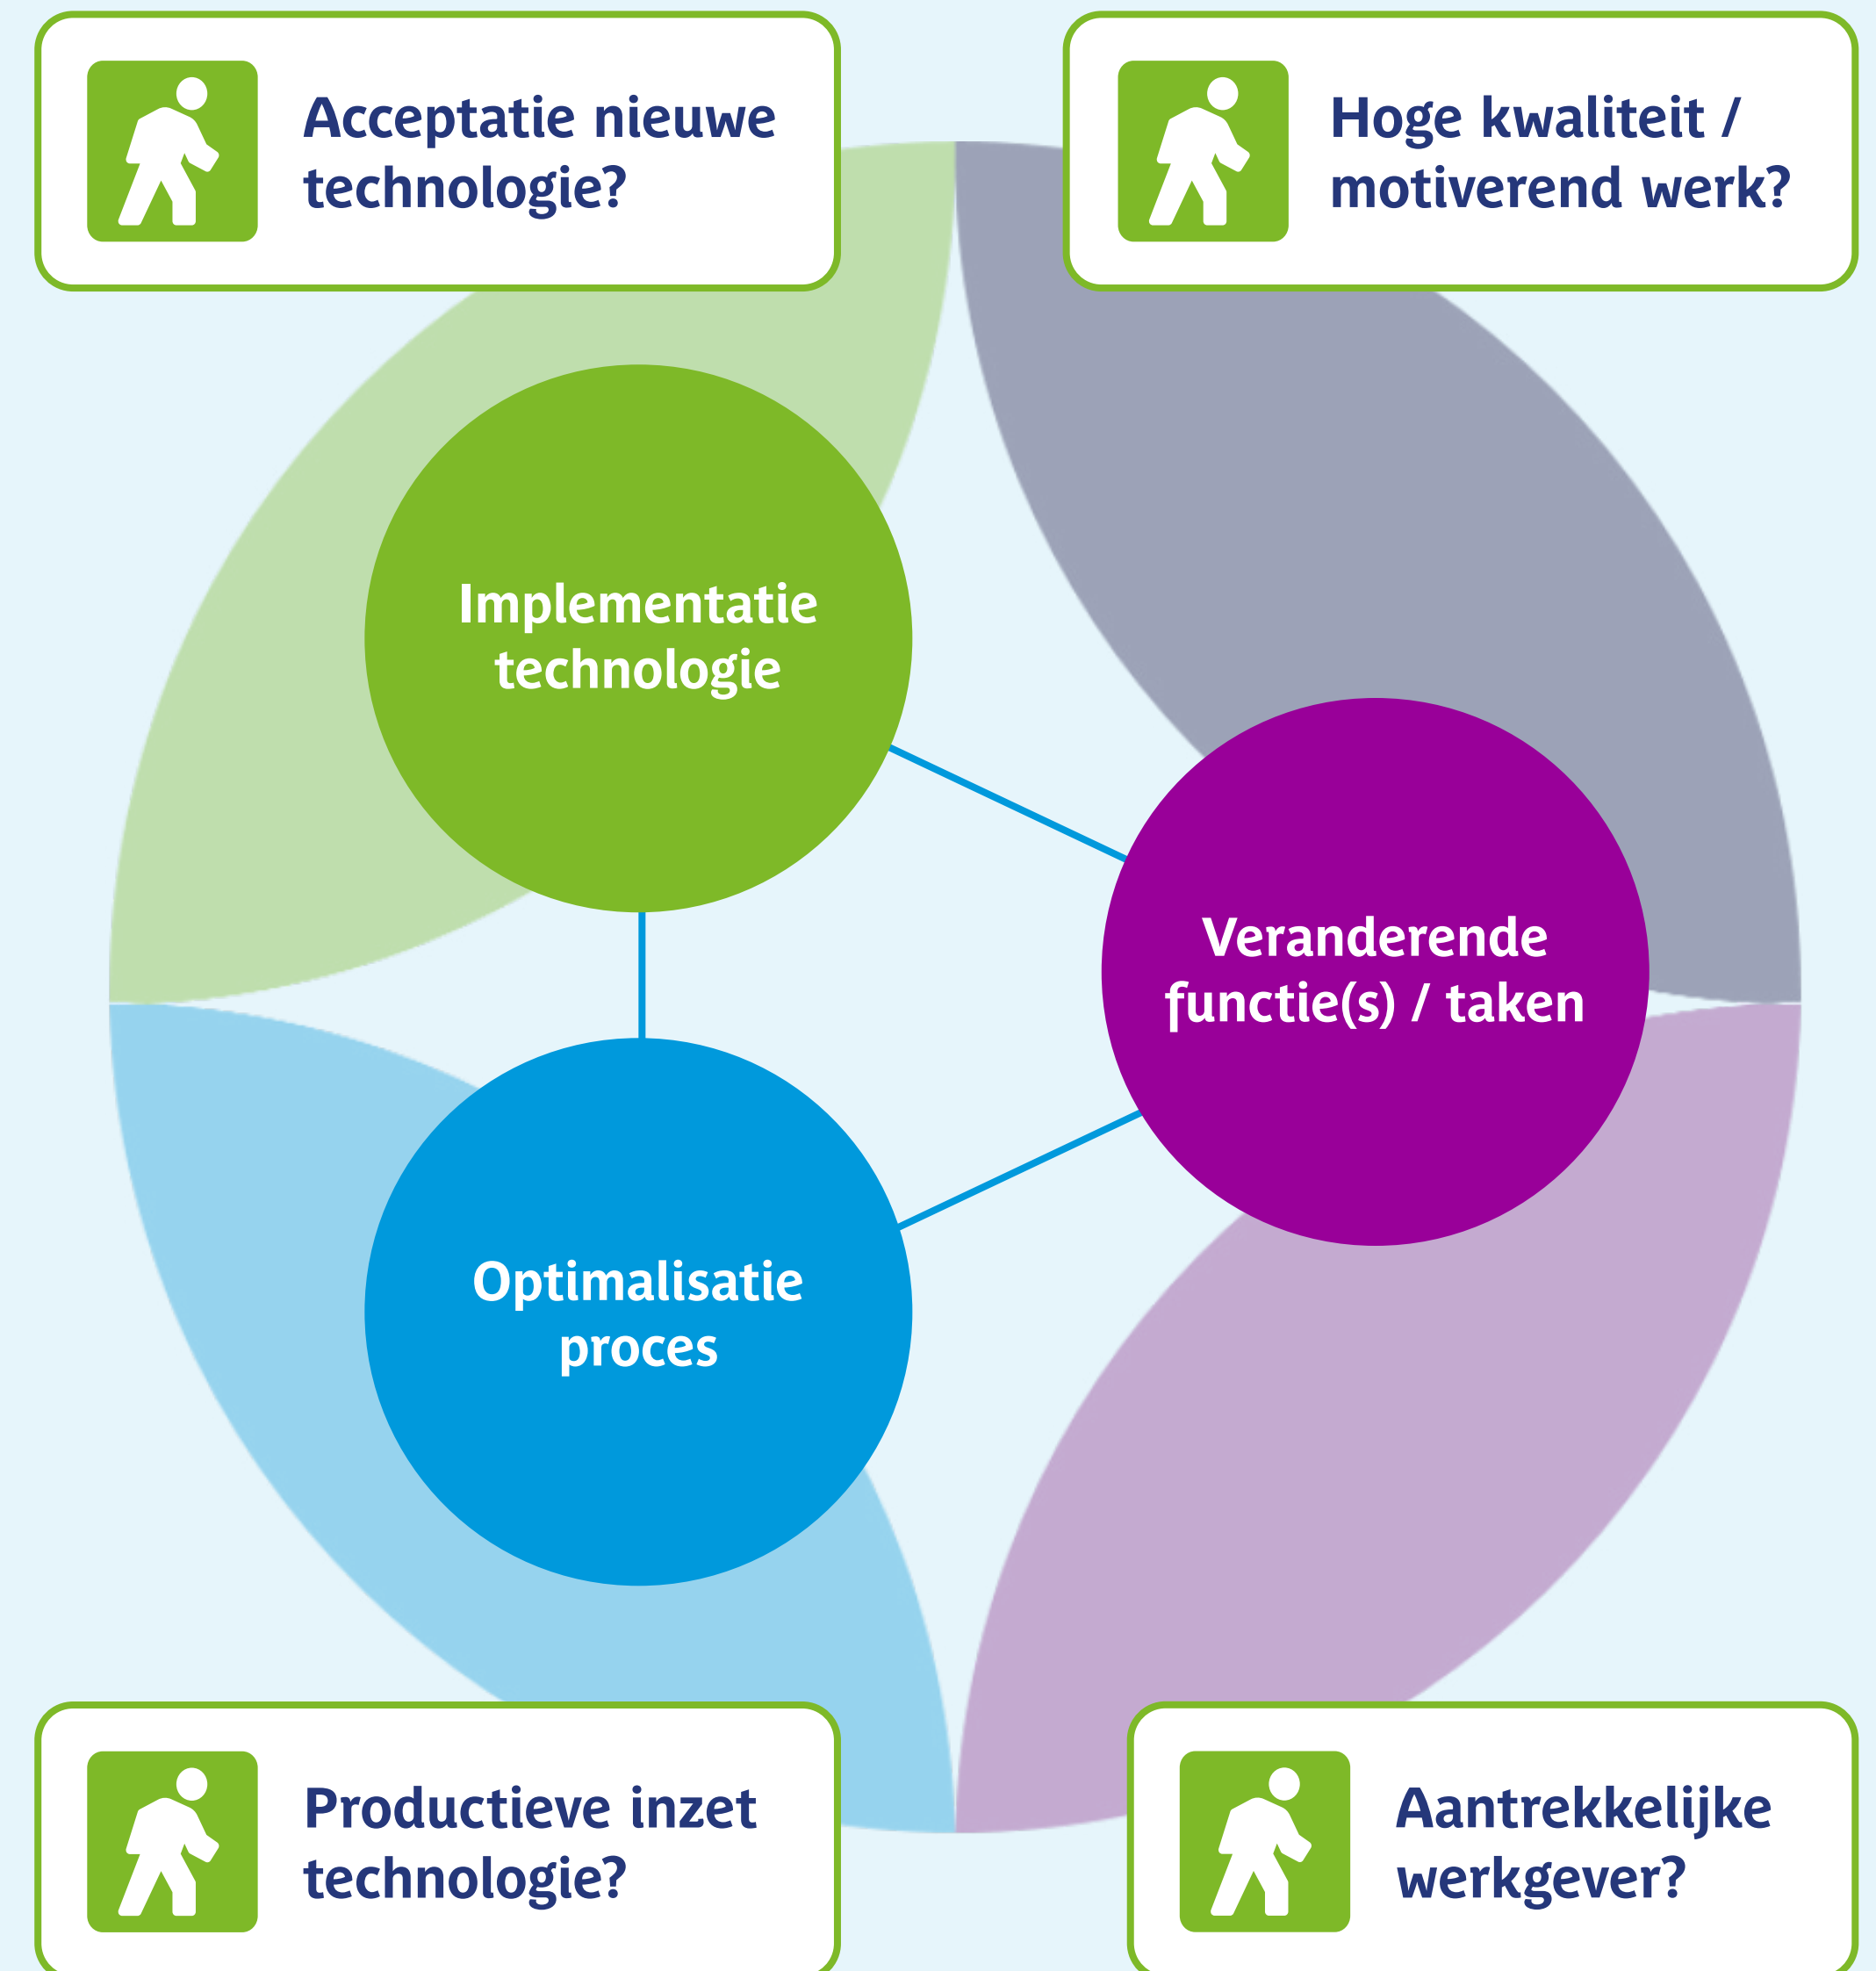 Acceptatie nieuwe
technologie?
Hoge kwaliteit /
motiverend werk?
Implementatie
technologie
Veranderende
functie(s) / taken
Optimalisatie
proces
Productieve inzet
technologie?
Aantrekkelijke
werkgever?